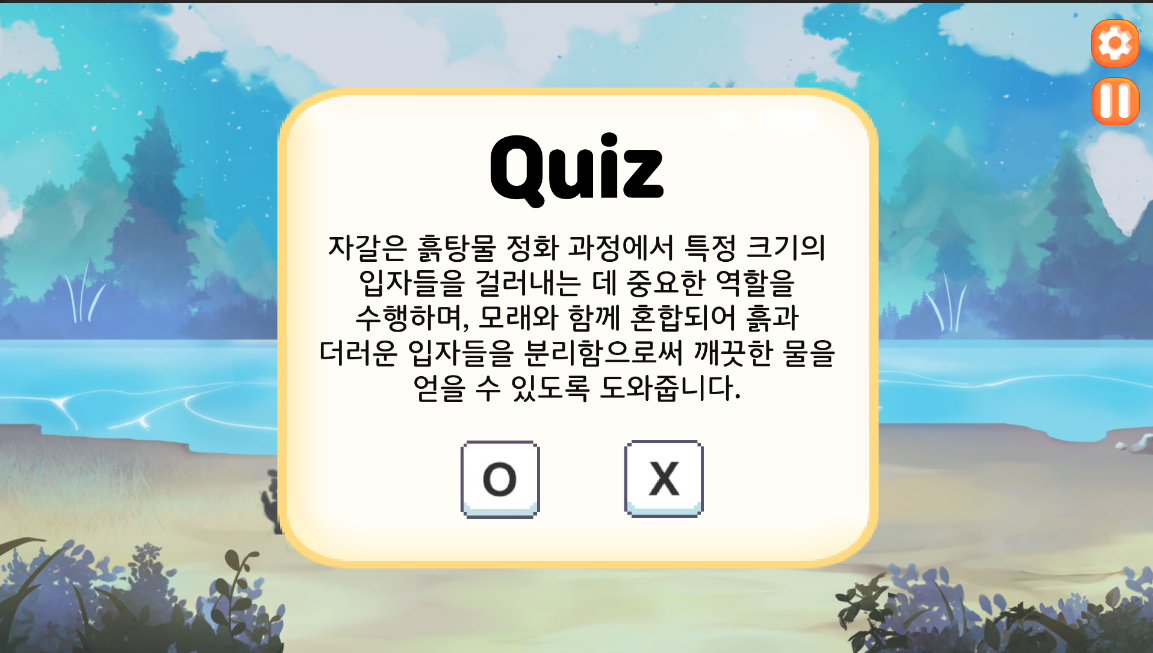 Quiz
자갈은 흙탕물 정화 과정에서 특정 크기의
입자들을 걸러내는 데 중요한 역할을
수행하며, 모래와 함께 혼합되어 흙과
더러운 입자들을 분리함으로써 깨끗한 물을
얻을 수 있도록 도와줍니다.
O X